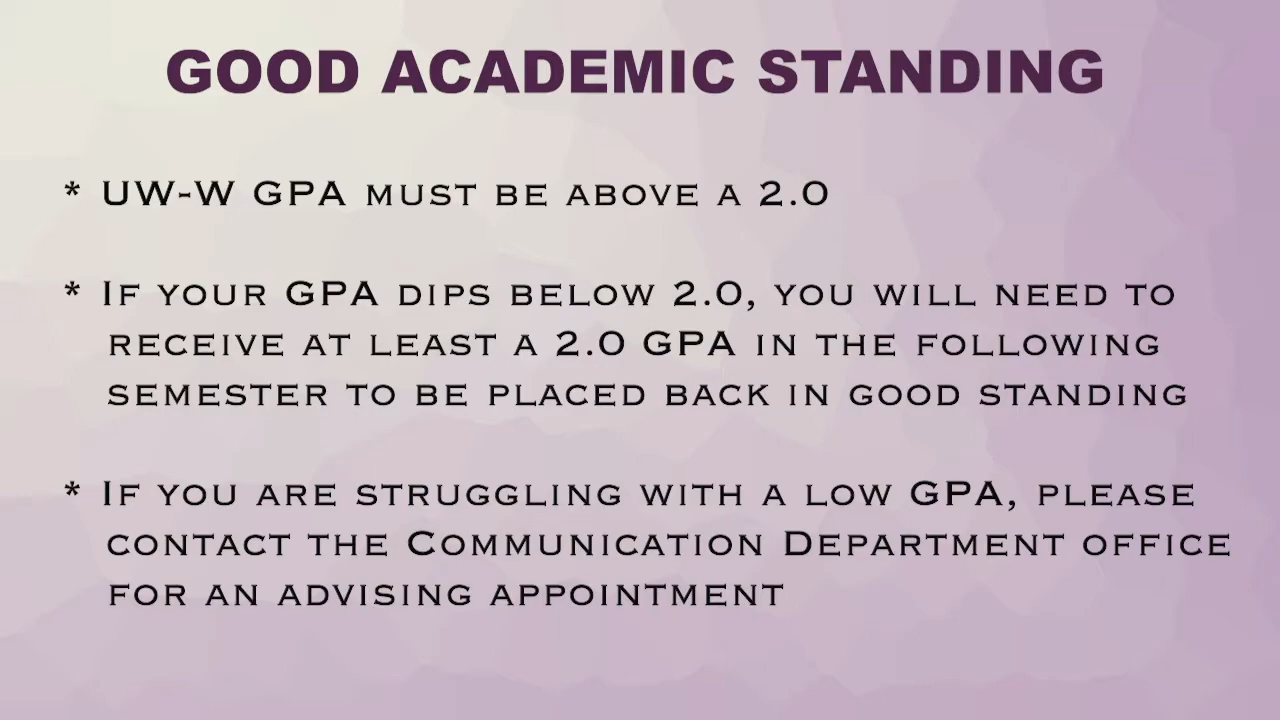 GOOD ACADEMIC STANDING
* UW-W GPA MUST BE ABOVE A 2.0
* IF YOUR GPA DIPS BELOW 2.0, YOU WILL NEED TO
RECEIVE AT LEAST A 2.0 GPA IN THE FOLLOWING
SEMESTER TO BE PLACED BACK IN GOOD STANDING
* IF YOU ARE STRUGGLING WITH A LOW GPA, PLEASE
CONTACT THE COMMUNICATION DEPARTMENT OFFICE
FOR AN ADVISING APPOINTMENT